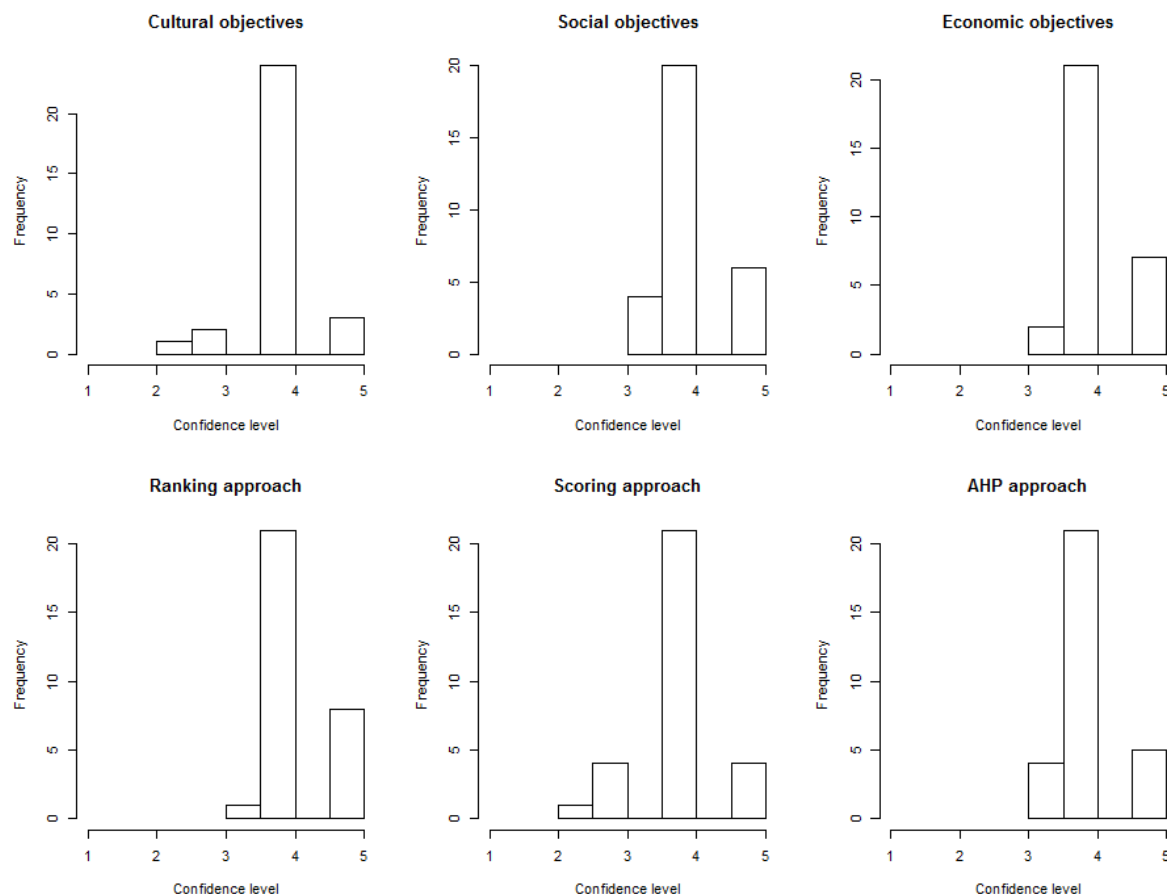 Cultural objectives
Social objectives
Economic objectives
Frequency
0 5 10 15 20
1 2 3 4 5
Confidence level
Frequency
0 5 10 15 20
1 2 3 4 5
Confidence level
Frequency
0 5 10 15 20
1 2 3 4 5
Confidence level
Ranking approach
Scoring approach
AHP approach
Frequency
0 5 10 15 20
1 2 3 4 5
Confidence level
Frequency
0 5 10 15 20
1 2 3 4 5
Confidence level
Frequency
0 5 10 15 20
1 2 3 4 5
Confidence level